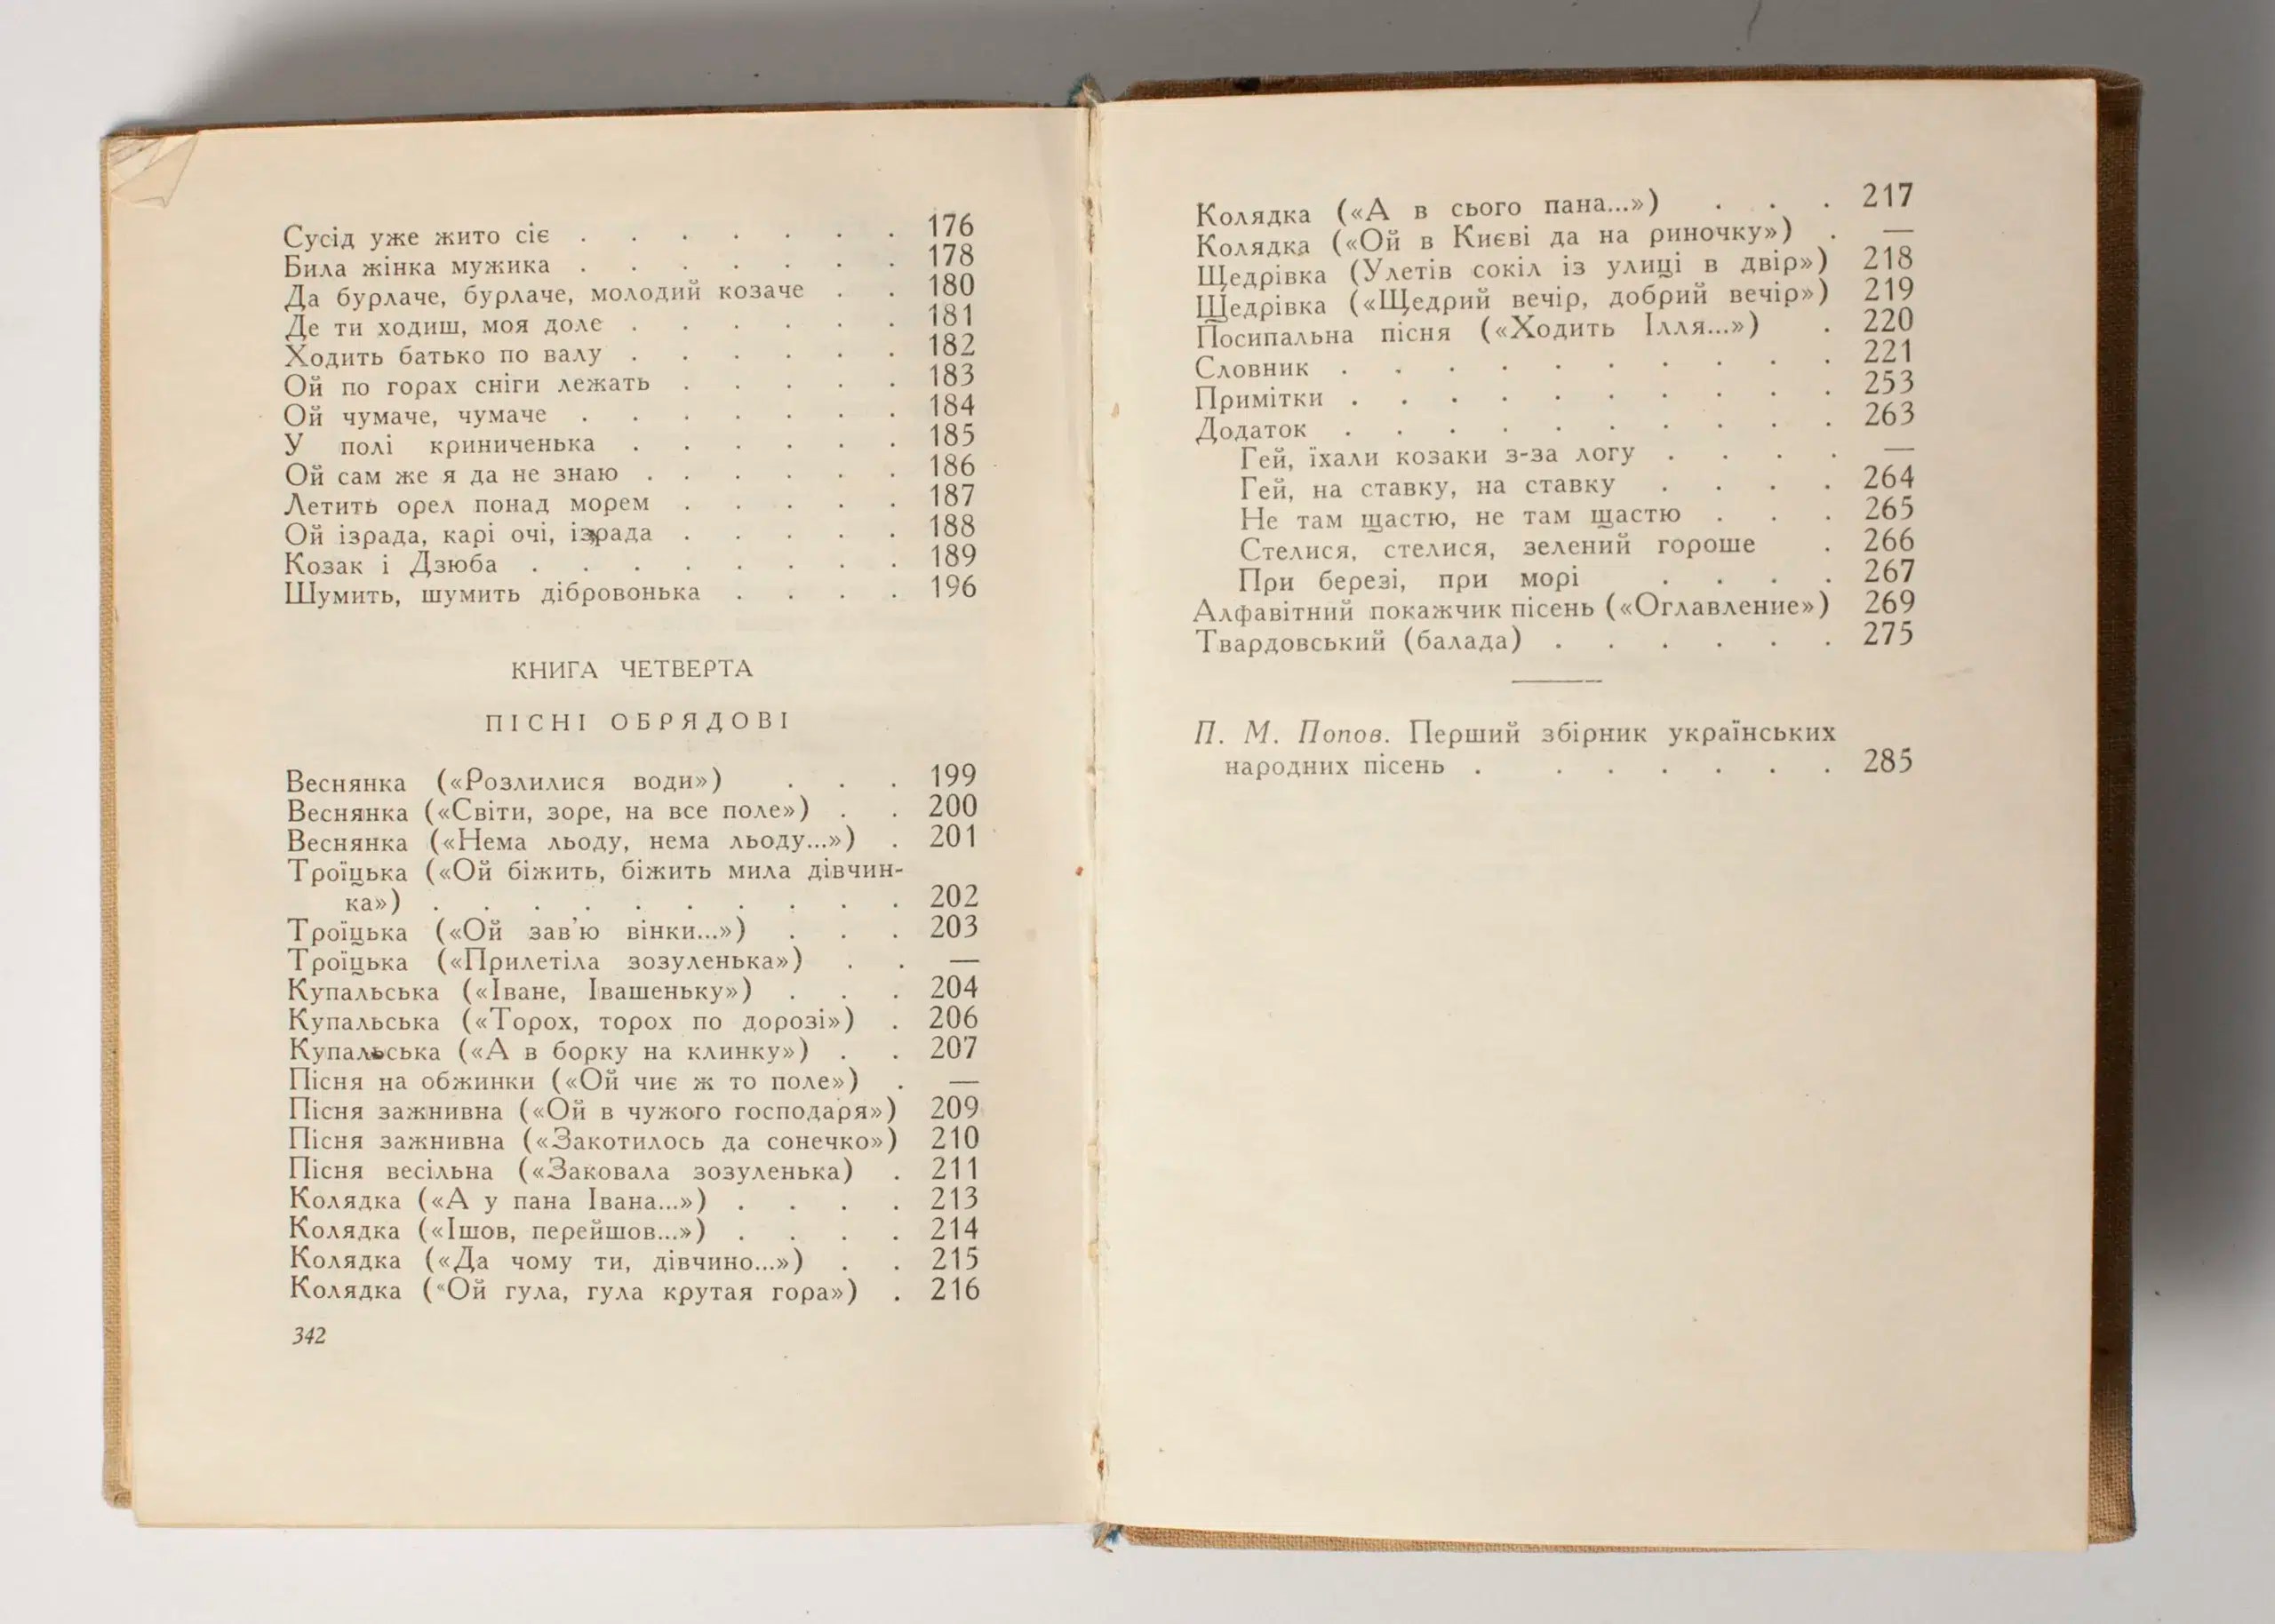 Сусід уже жито сіє . . . . . . . 176
Била жінка мужика . . . . . . . 178
Да бурлаче, бурлаче, молодий козаче . . 180
Де ти ходиш, моя доле . . . . . . 181
Ходить батько по валу . . . . . . 182
Ой по горах сніги лежать . . . . . 183
Ой чумаче, чумаче . . . . . . . 184
У полі криниченька . . . . . . 185
Ой сам же я да не знаю . . . . . . 186
Летить орел понад морем . . . . . 187
Ой ізрада, карі очі, ізрада . . . . . 188
Козак і Дзюба . . . . . . . . 189
Шумить, шумить дібровонька . . . . 196
КНИГА ЧЕТВЕРТА
ПІСНІ ОБРЯДОВІ
Веснянка («Розлилися води») . . . 199
Веснянка («Світи, зоре, на все поле») . . 200
Веснянка («Нема льоду, нема льоду...») . 201
Троїцька («Ой біжить, біжить мила дівчин-
ка») . . . . . . . . . . 202
Троїцька («Ой зав’ю вінки...») . . . 203
Троїцька («Прилетіла зозуленька») . . —
Купальська («Іване, Івашеньку») . . . 204
Купальська («Торох, торох по дорозі») . 206
Купальська («А в борку на клинку») . . 207
Пісня на обжинки («Ой чиє ж то поле») . —
Пісня зажнивна («Ой в чужого господаря») 209
Пісня зажнивна («Закотилось да сонечко») 210
Пісня весільна («Заковала зозуленька) . 211
Колядка («А у пана Івана...») . . . . 213
Колядка («Ішов, перейшов...») . . . . 214
Колядка («Да чому ти, дівчино...») . . 215
Колядка («Ой гула, гула крутая гора») . 216
342
Колядка («А в сього пана...») . . . 217
Колядка («Ой в Києві да на риночку») . —
Щедрівка (Улетів сокіл із улиці в двір») 218
Щедрівка («Щедрий вечір, добрий вечір») 219
Посипальна пісня («Ходить Ілля...») . 220
Словник . . . . . . . . . . 221
Примітки . . . . . . . . . . 253
Додаток . . . . . . . . . . 263
Гей, їхали козаки з-за логу . . . . —
Гей, на ставку, на ставку . . . . 264
Не там щастю, не там щастю . . . 265
Стелися, стелися, зелений гороше . 266
При березі, при морі . . . . 267
Алфавітний покажчик пісень («Оглавление») 269
Твардовський (балада) . . . . . . 275
П. М. Попов. Перший збірник українських
народних пісень . . . . . . . 285